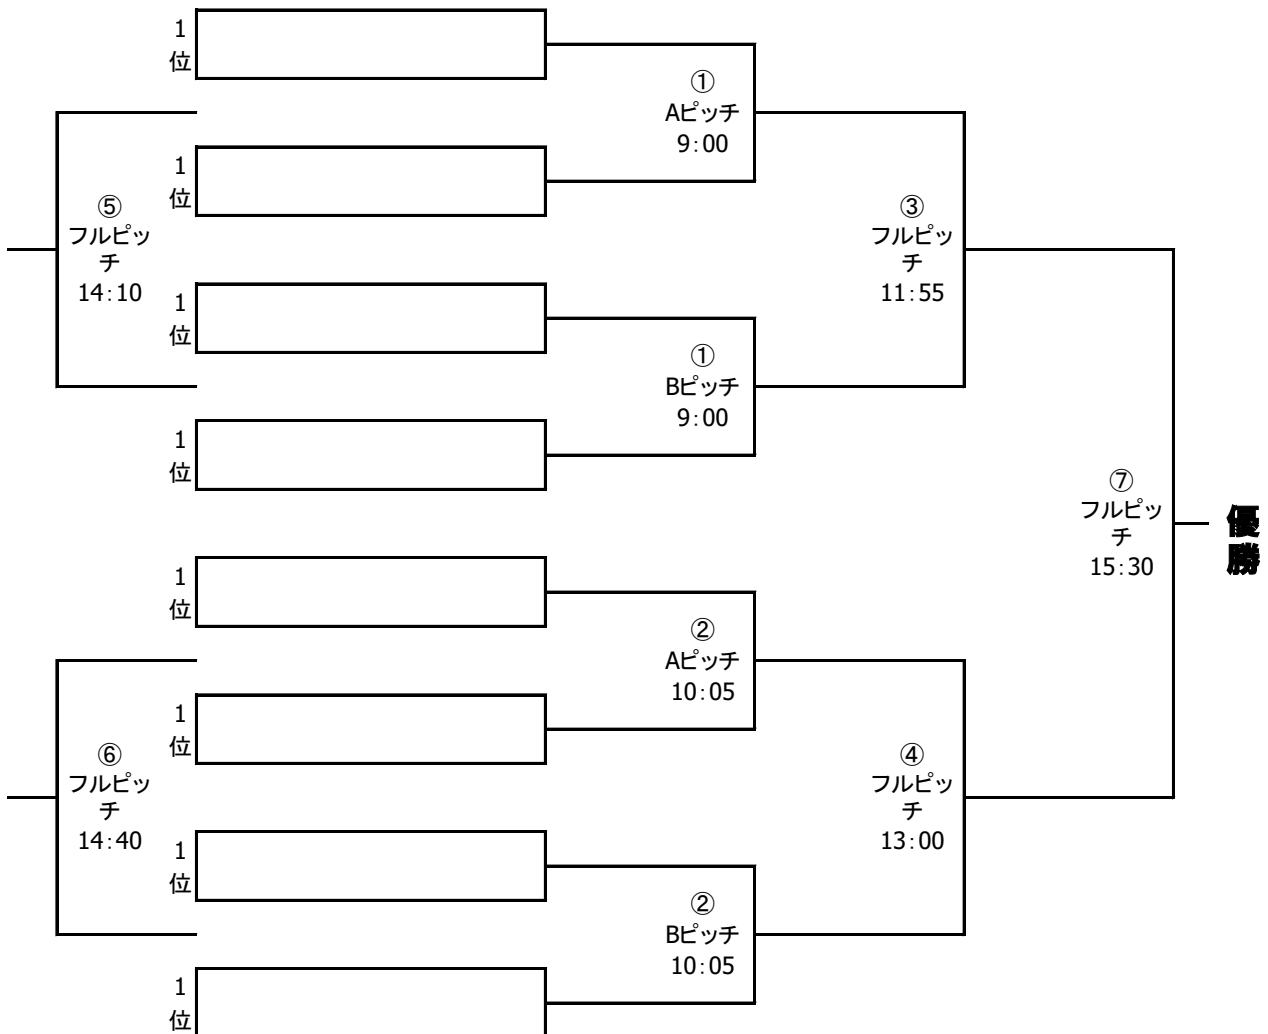 1
位
①
Aピッチ
9:00
1
位
⑤
フルピッ
チ
14:10
③
フルピッ
チ
11:55
1
位
①
Bピッチ
9:00
1
位
⑦
フルピッ
チ
15:30
優
勝
1
位
②
Aピッチ
10:05
1
位
⑥
フルピッ
チ
14:40
④
フルピッ
チ
13:00
1
位
②
Bピッチ
10:05
1
位